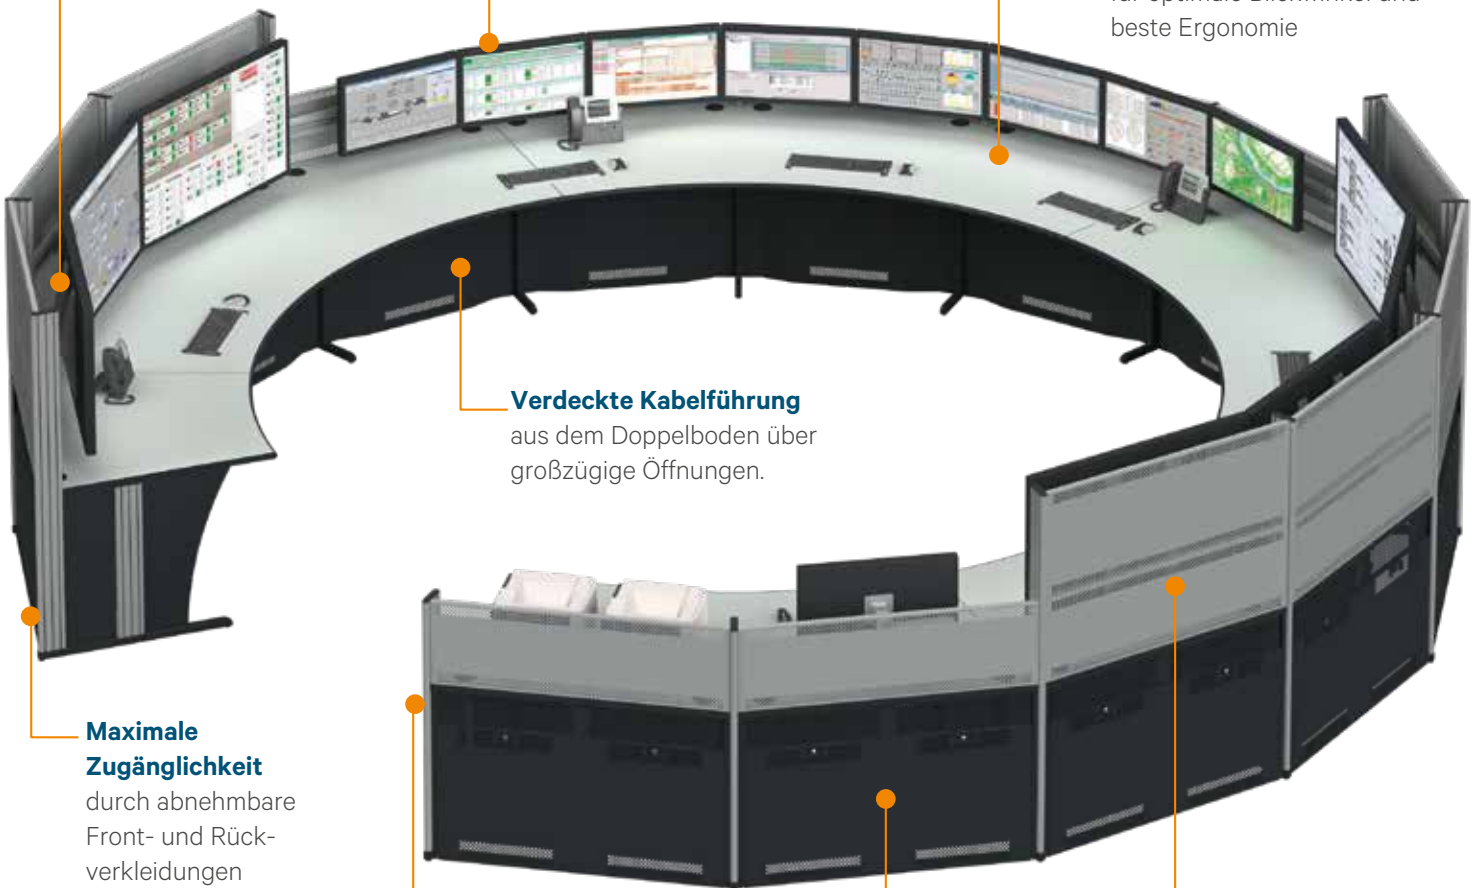 beste Ergonomie
Verdeckte Kabelführung
aus dem Doppelboden über
großzügige Öffnungen.
Maximale
Zugänglichkeit
durch abnehmbare
Front- und Rück-
verkleidungen